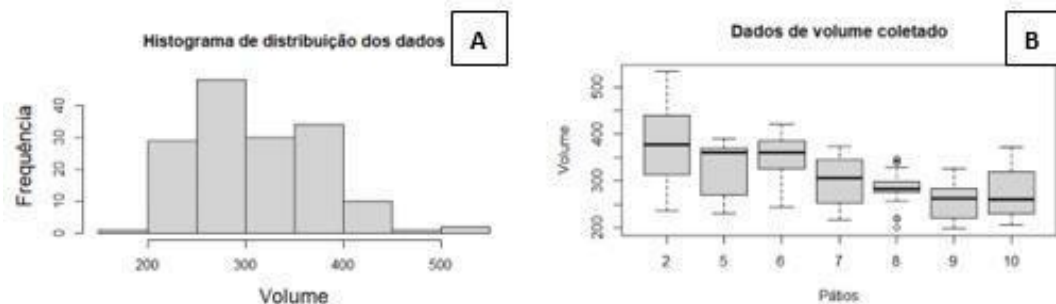 Histograma de distribuição dos dados
A
Frequência
40
30
20
10
0
200 300 400 500
Volume
Dados de volume coletado
B
Volume
500
400
300
200
2 5 6 7 8 9 10
Pátios